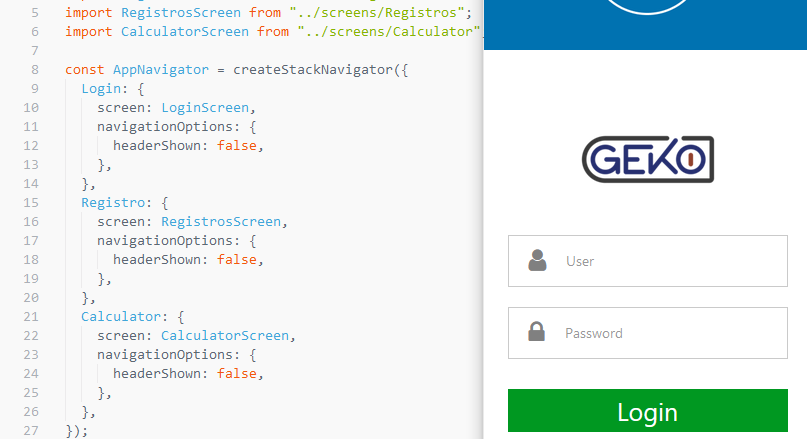 5 import RegistrosScreen from "../screens/Registros";
6 import CalculatorScreen from "../screens/Calculator"
7
8 const AppNavigator = createStackNavigator({
9 Login: {
10 screen: LoginScreen,
11 navigationOptions: {
12 headerShown: false,
13 },
14 },
15 Registro: {
16 screen: RegistrosScreen,
17 navigationOptions: {
18 headerShown: false,
19 },
20 },
21 Calculator: {
22 screen: CalculatorScreen,
23 navigationOptions: {
24 headerShown: false,
25 },
26 },
27 });
GEKO
User
Password
Login